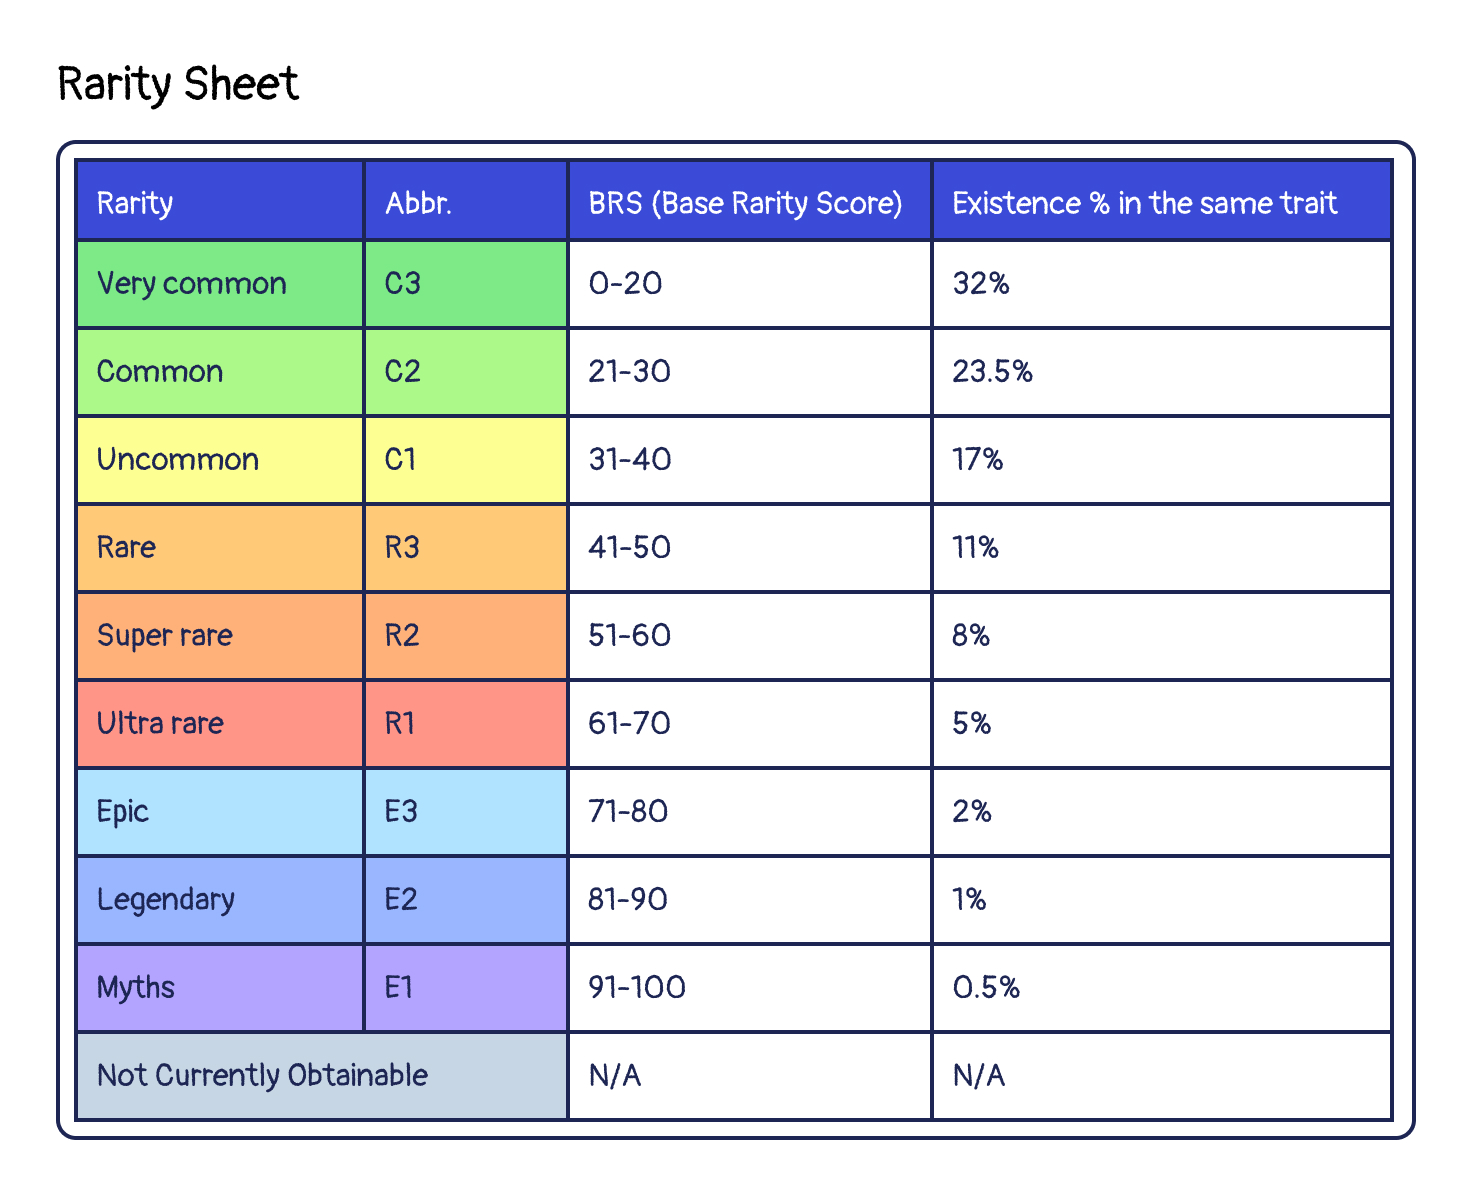 Rarity Sheet
Rarity Abbr. BRS (Base Rarity Score) Existence % in the same trait
Very common C3 0-20 32%
Common C2 21-30 23.5%
Uncommon C1 31-40 17%
Rare R3 41-50 11%
Super rare R2 51-60 8%
Ultra rare R1 61-70 5%
Epic E3 71-80 2%
Legendary E2 81-90 1%
Myths E1 91-100 0.5%
Not Currently Obtainable N/A N/A